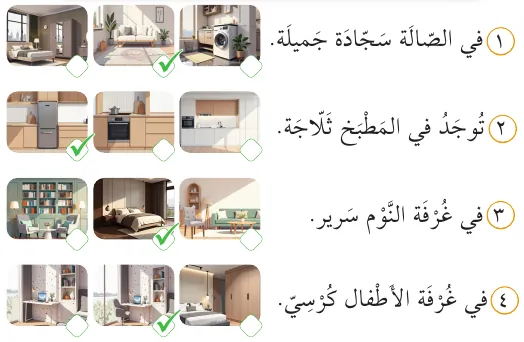 ١ في الصّالَة سَجّادَة جَميلَة.
٢ تُوجَدُ في المَطْبَخ ثَلّاجَة.
٣ في غُرْفَة النَّوْم سَرير.
٤ في غُرْفَة الأَطْفال كُرْسِيّ.